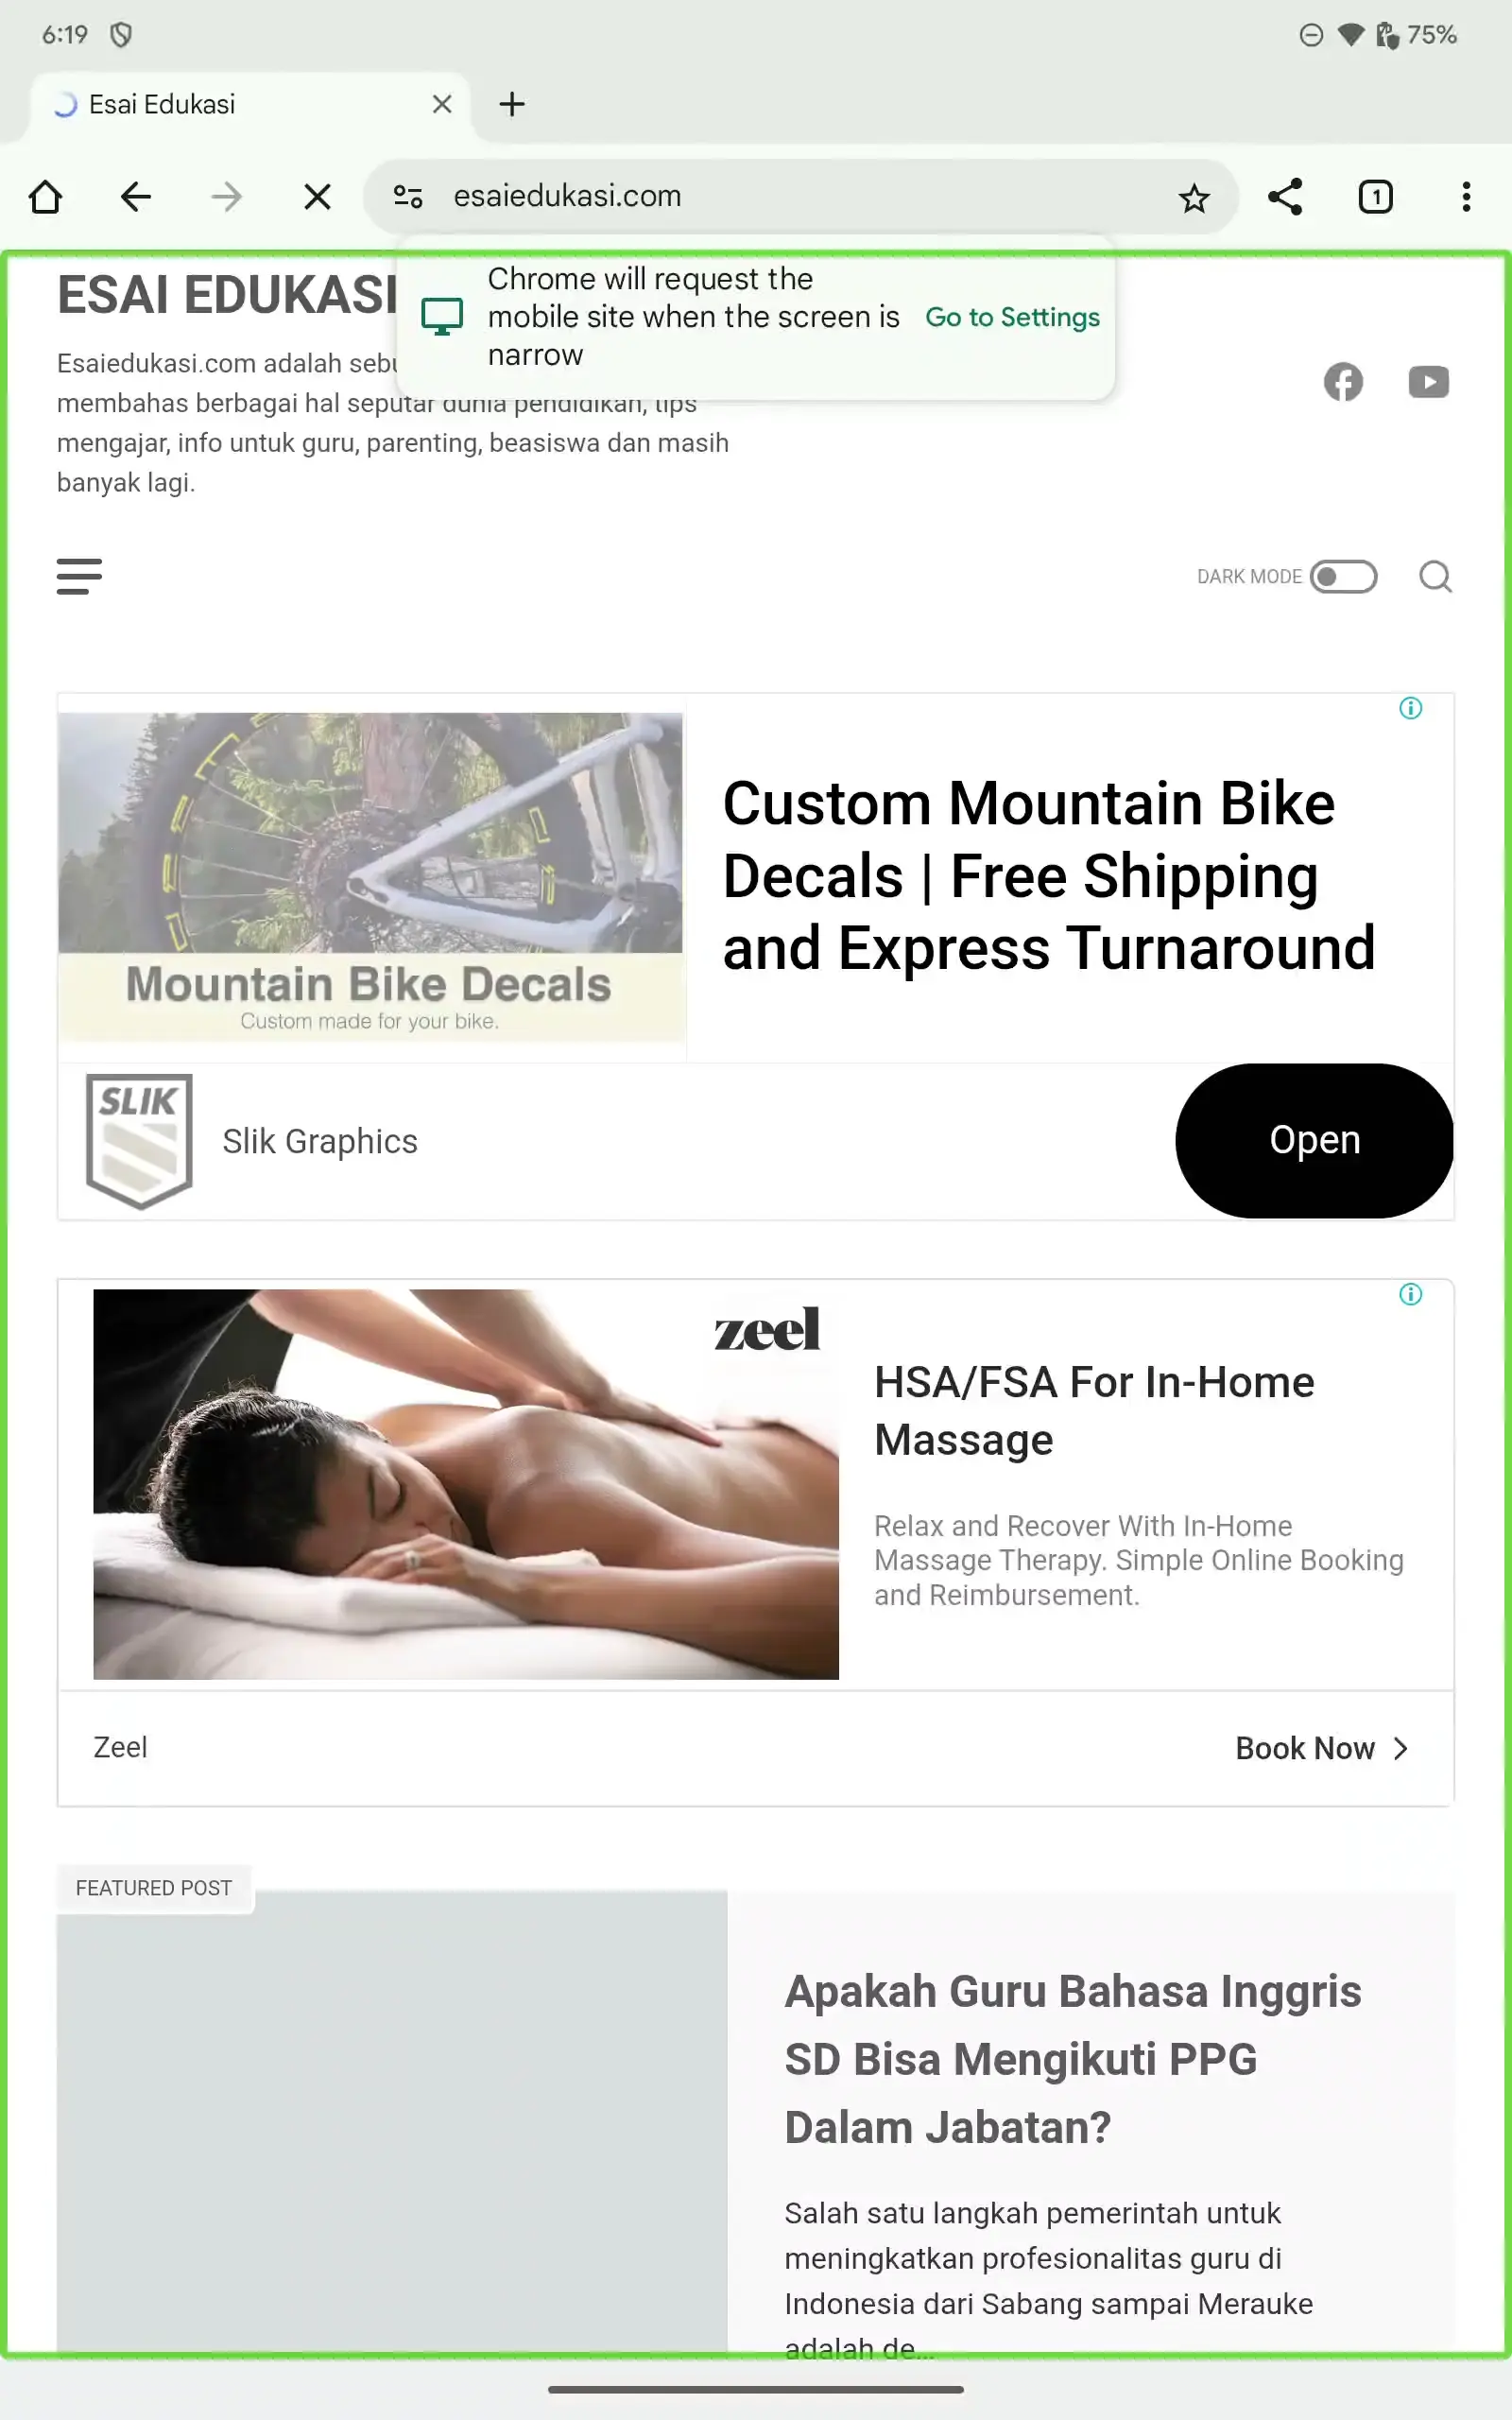 6:19
75%
Esai Edukasi
esaiedukasi.com
1
Chrome will request the
mobile site when the screen is
narrow
Go to Settings
ESAI EDUKASI
Esaiedukasi.com adalah
membahas berbagai hal seputar dunia pendidikan, tips
mengajar, info untuk guru, parenting, beasiswa dan masih
banyak lagi.
DARK MODE
Mountain Bike Decals
Custom made for your bike.
Custom Mountain Bike
Decals | Free Shipping
and Express Turnaround
SLIK
Slik Graphics
Open
zeel
HSA/FSA For In-Home
Massage
Relax and Recover With In-Home
Massage Therapy. Simple Online Booking
and Reimbursement.
Zeel
Book Now
FEATURED POST
Apakah Guru Bahasa Inggris
SD Bisa Mengikuti PPG
Dalam Jabatan?
Salah satu langkah pemerintah untuk
meningkatkan profesionalitas guru di
Indonesia dari Sabang sampai Merauke
adalah de...